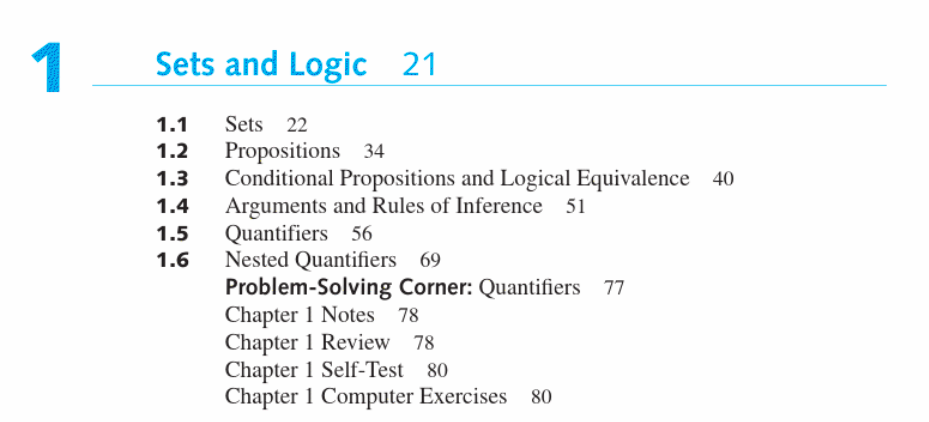 1 Sets and Logic 21
1.1 Sets 22
1.2 Propositions 34
1.3 Conditional Propositions and Logical Equivalence 40
1.4 Arguments and Rules of Inference 51
1.5 Quantifiers 56
1.6 Nested Quantifiers 69
Problem-Solving Corner: Quantifiers 77
Chapter 1 Notes 78
Chapter 1 Review 78
Chapter 1 Self-Test 80
Chapter 1 Computer Exercises 80